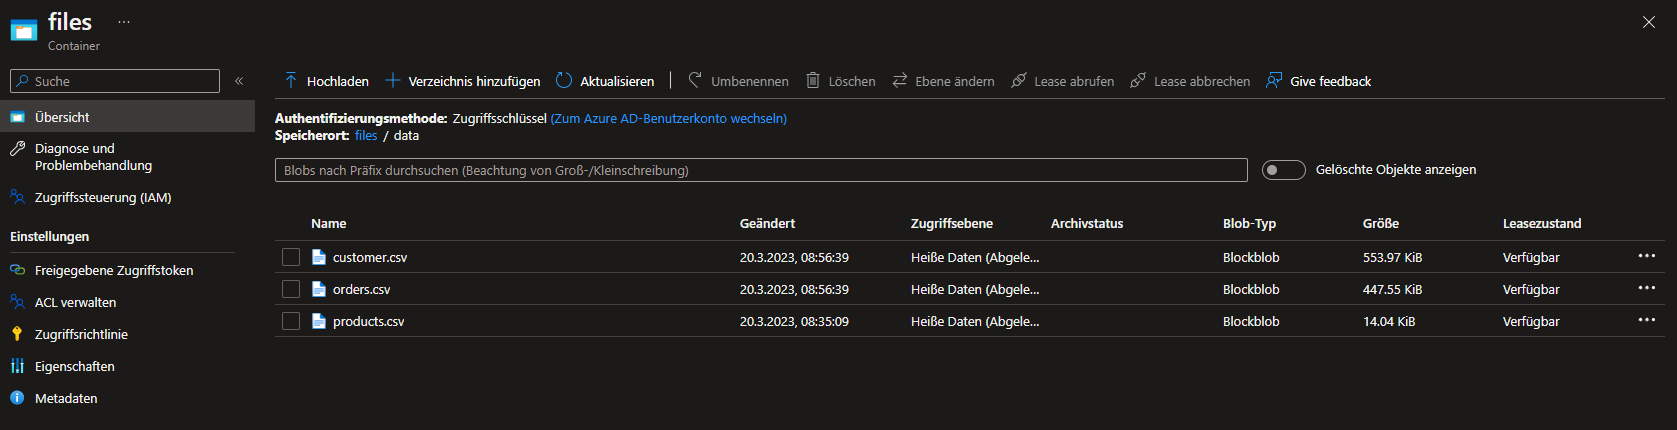 files ...
Container
Suche «
Übersicht
Diagnose und
Problembehandlung
Zugriffssteuerung (IAM)
Einstellungen
Freigegebene Zugriffstoken
ACL verwalten
Zugriffsrichtlinie
Eigenschaften
Metadaten
Hochladen Verzeichnis hinzufügen Aktualisieren Umbenennen Löschen Ebene ändern Lease abrufen Lease abbrechen Give feedback
Authentifizierungsmethode: Zugriffsschlüssel (Zum Azure AD-Benutzerkonto wechseln)
Speicherort: files / data
Blobs nach Präfix durchsuchen (Beachtung von Groß-/Kleinschreibung) Gelöschte Objekte anzeigen
Name Geändert Zugriffsebene Archivstatus Blob-Typ Größe Leasezustand
customer.csv 20.3.2023, 08:56:39 Heiße Daten (Abgele... Blockblob 553.97 KiB Verfügbar ...
orders.csv 20.3.2023, 08:56:39 Heiße Daten (Abgele... Blockblob 447.55 KiB Verfügbar ...
products.csv 20.3.2023, 08:35:09 Heiße Daten (Abgele... Blockblob 14.04 KiB Verfügbar ...